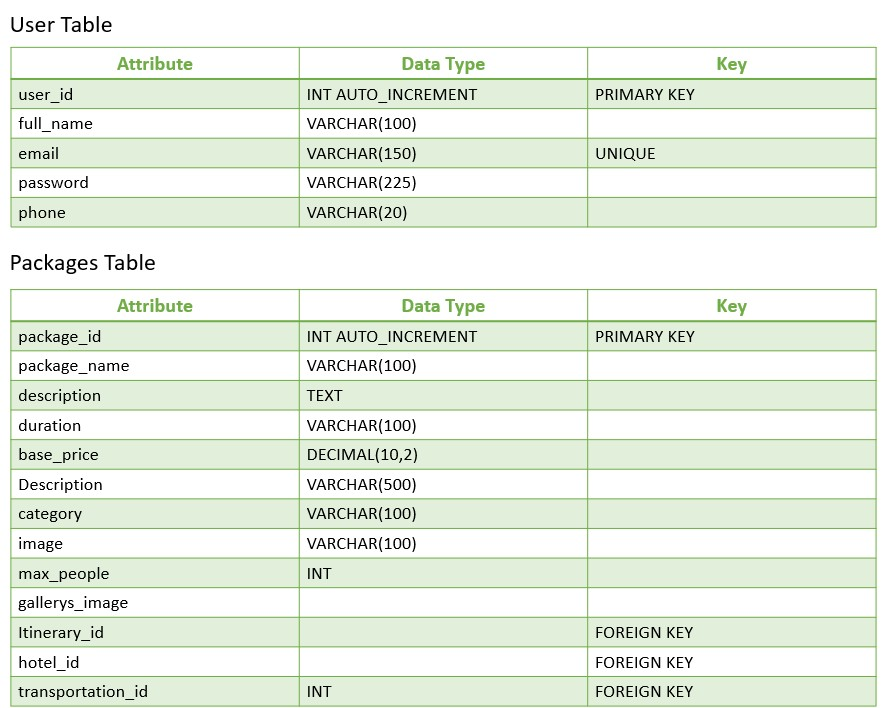 User Table
Attribute Data Type Key
user_id INT AUTO_INCREMENT PRIMARY KEY
full_name VARCHAR(100)
email VARCHAR(150) UNIQUE
password VARCHAR(225)
phone VARCHAR(20)
Packages Table
Attribute Data Type Key
package_id INT AUTO_INCREMENT PRIMARY KEY
package_name VARCHAR(100)
description TEXT
duration VARCHAR(100)
base_price DECIMAL(10,2)
Description VARCHAR(500)
category VARCHAR(100)
image VARCHAR(100)
max_people INT
gallerys_image
Itinerary_id FOREIGN KEY
hotel_id FOREIGN KEY
transportation_id INT FOREIGN KEY